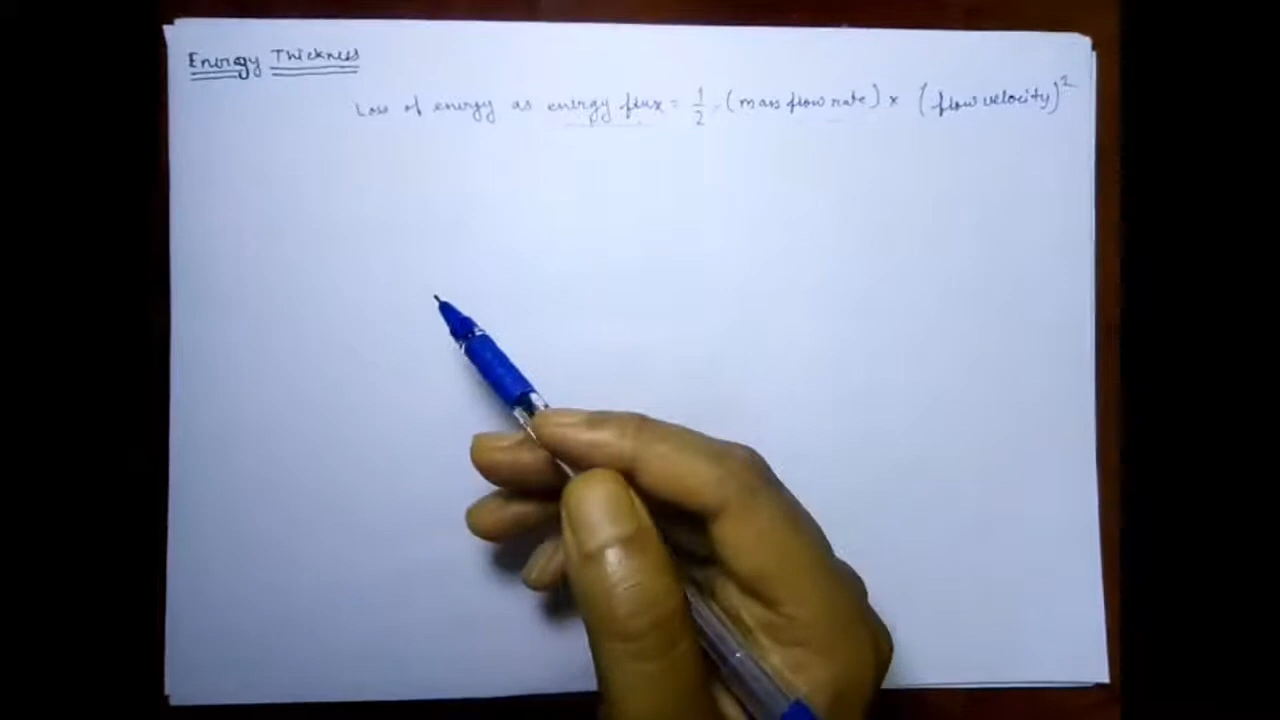 Energy Thickness
Loss of energy as energy flux = 1/2 . (mass flow rate) × (flow velocity)²